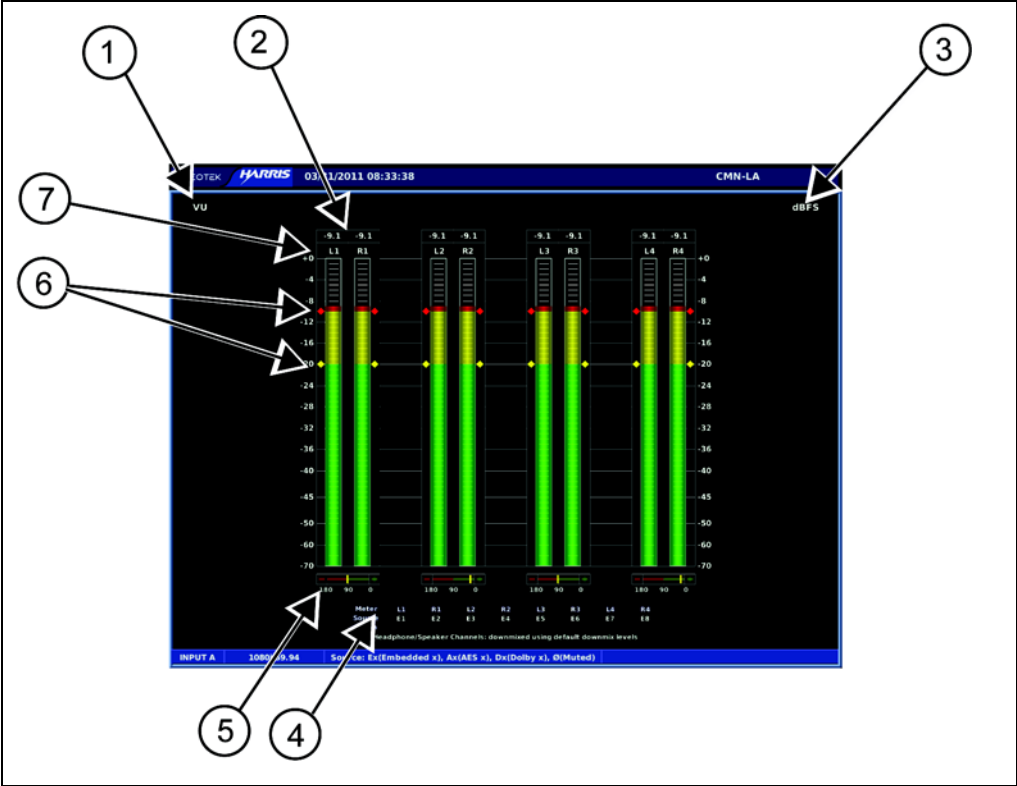 1
2
3
HARRIS
08:33:38
CMN-LA
VU
dBFS
7
-9.1 -9.1 -9.1 -9.1 -9.1 -9.1 -9.1 -9.1
L1 R1 L2 R2 L3 R3 L4 R4
+0 +0
6
-4 -4
-8 -8
-12 -12
-16 -16
-20 -20
-24 -24
-28 -28
-32 -32
-36 -36
-40 -40
-45 -45
-50 -50
-60 -60
-70 -70
180 90 0 180 90 0 180 90 0 180 90 0
Meter L1 R1 L2 R2 L3 R3 L4 R4
Source E1 E2 E3 E4 E5 E6 E7 E8
Headphone/Speaker Channels: downmixed using default downmix levels
INPUT A Source: Ex(Embedded x), Ax(AES x), Dx(Dolby x), Ø(Muted)
5
4